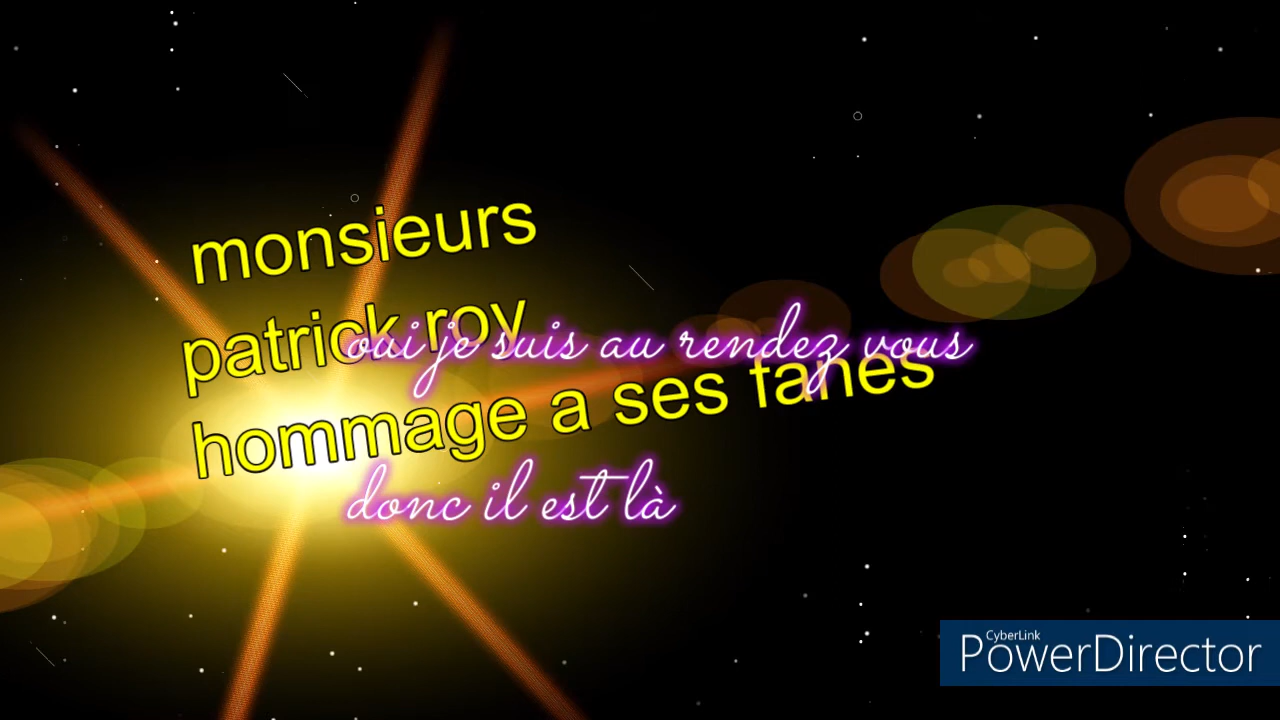 monsieurs
patrick roy
oui je suis au rendez vous
hommage a ses fanes
donc il est là
CyberLink
PowerDirector